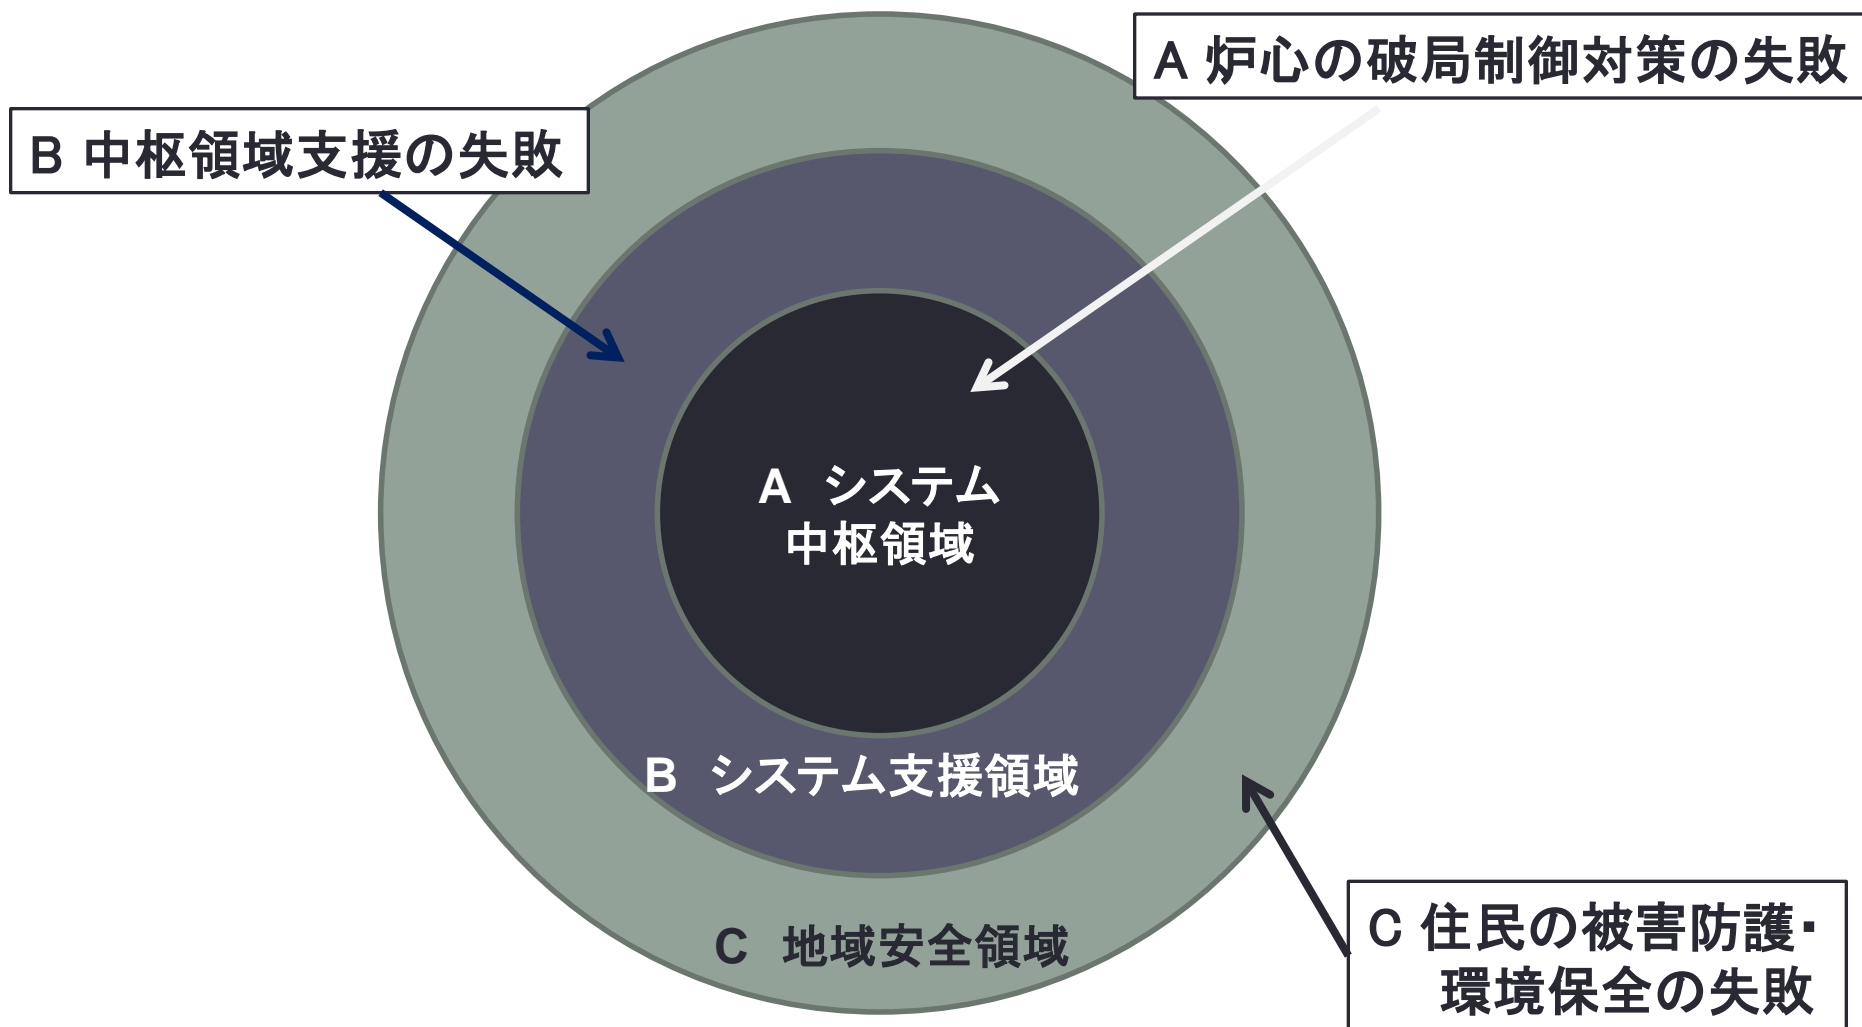 A 炉心の破局制御対策の失敗
B 中枢領域支援の失敗
A システム
中枢領域
B システム支援領域
C 地域安全領域
C 住民の被害防護・
環境保全の失敗